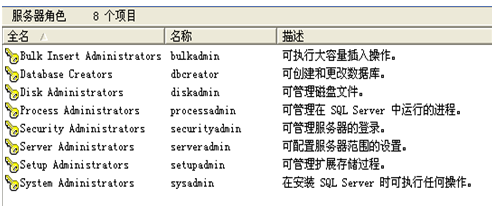 服务器角色 8 个项目
全名 名称 描述
Bulk Insert Administrators bulkadmin 可执行大容量插入操作。
Database Creators dbcreator 可创建和更改数据库。
Disk Administrators diskadmin 可管理磁盘文件。
Process Administrators processadmin 可管理在 SQL Server 中运行的进程。
Security Administrators securityadmin 可管理服务器的登录。
Server Administrators serveradmin 可配置服务器范围的设置。
Setup Administrators setupadmin 可管理扩展存储过程。
System Administrators sysadmin 在安装 SQL Server 时可执行任何操作。